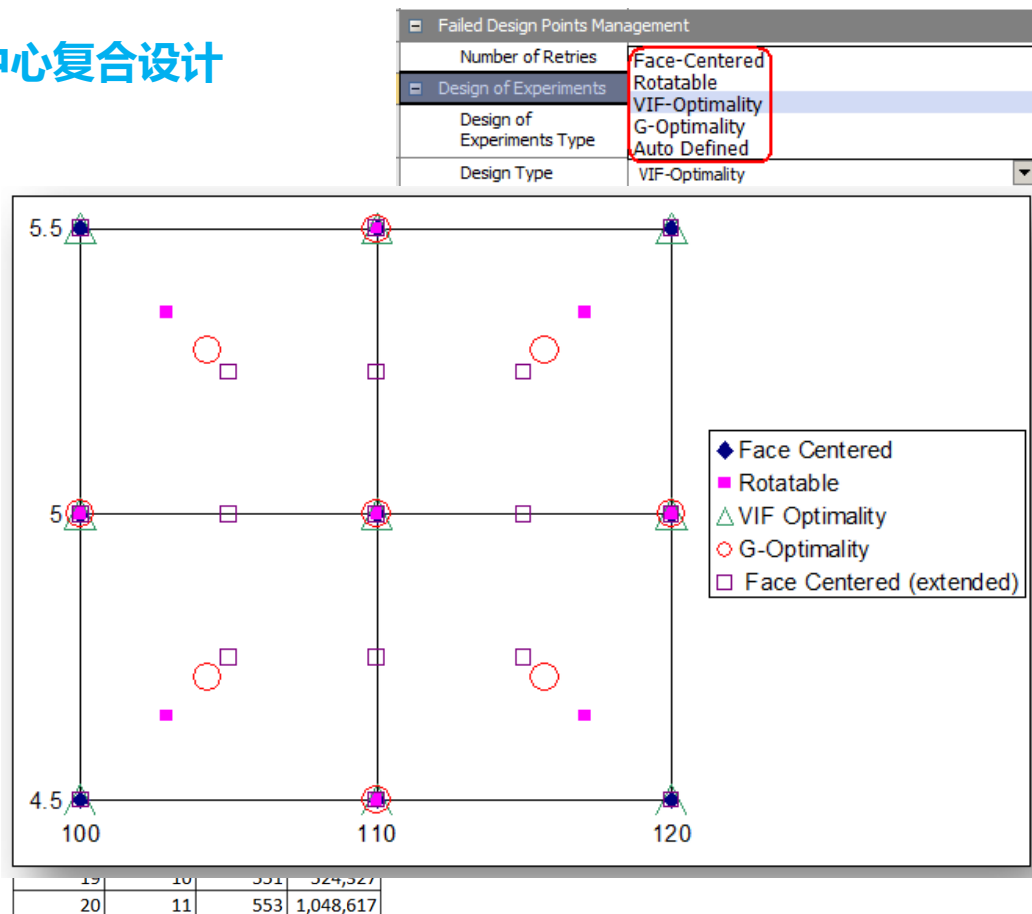 心复合设计
Failed Design Points Management
Number of Retries
Design of Experiments
Design of
Experiments Type
Design Type
Face-Centered
Rotatable
VIF-Optimality
G-Optimality
Auto Defined
VIF-Optimality
5.5
5
4.5
100 110 120
Face Centered
Rotatable
VIF Optimality
G-Optimality
Face Centered (extended)
20 11 553 1,048,617